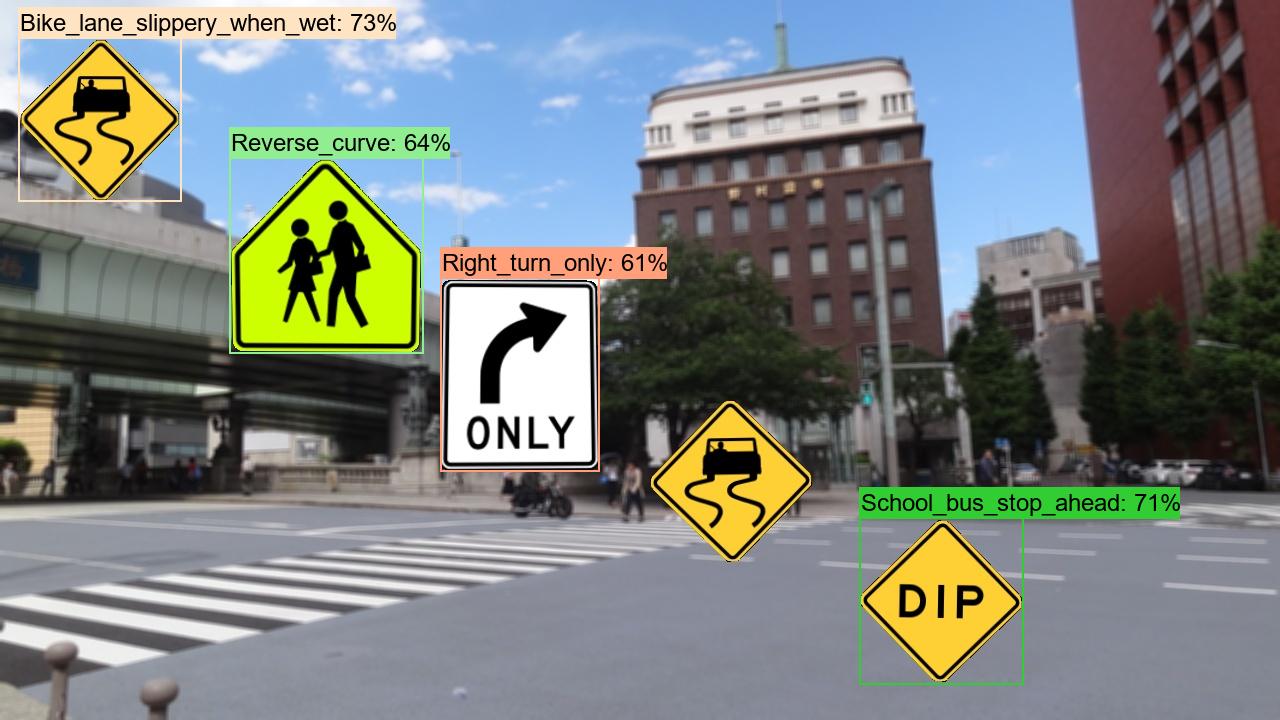 Bike_lane_slippery_when_wet: 73%
Reverse_curve: 64%
Right_turn_only: 61%
ONLY
School_bus_stop_ahead: 71%
DIP